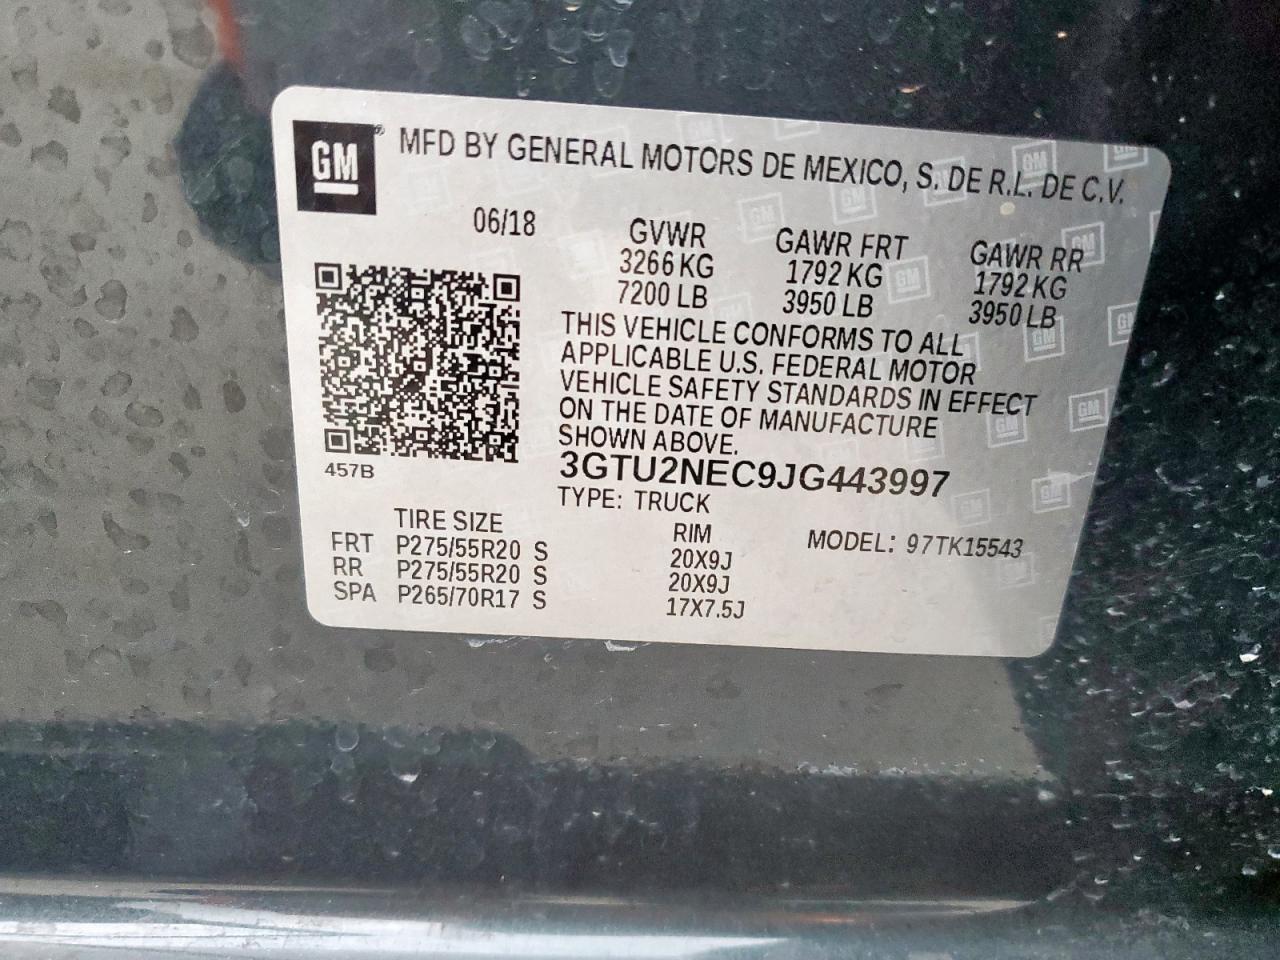 GM
MFD BY GENERAL MOTORS DE MEXICO, S. DE R.L. DE C.V.
06/18 GVWR GAWR FRT GAWR RR
3266 KG 1792 KG 1792 KG
7200 LB 3950 LB 3950 LB
THIS VEHICLE CONFORMS TO ALL
APPLICABLE U.S. FEDERAL MOTOR
VEHICLE SAFETY STANDARDS IN EFFECT
ON THE DATE OF MANUFACTURE
SHOWN ABOVE.
457B
3GTU2NEC9JG443997
TYPE: TRUCK
TIRE SIZE RIM MODEL: 97TK15543
FRT P275/55R20 S 20X9J
RR P275/55R20 S 20X9J
SPA P265/70R17 S 17X7.5J